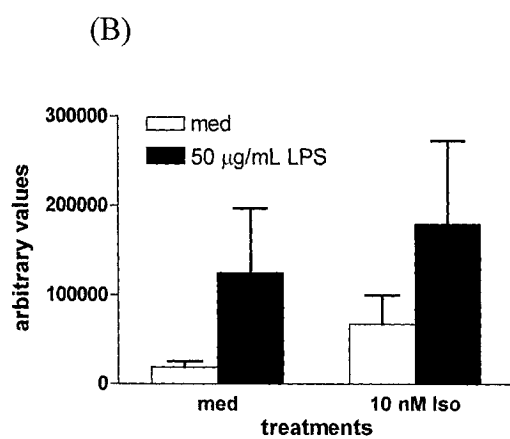 (B)
300000
med
50 μg/mL LPS
200000
100000
0
arbitrary values
med
10 nM Iso
treatments